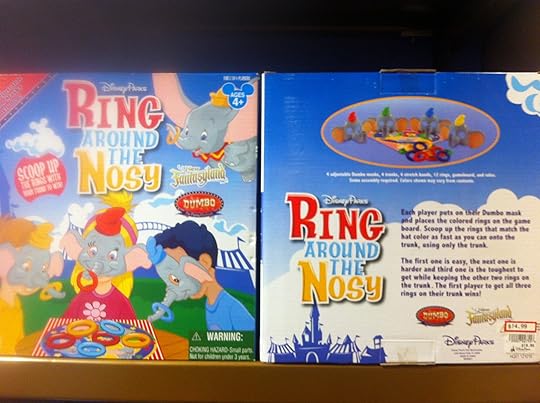 Disney Parks
RING
AROUND
THE
NOSY
AGES
4+
SCOOP UP
THE RINGS WITH
YOUR TRUNK TO WIN!
Fantasyland
DUMBO
WARNING:
CHOKING HAZARD-Small parts.
Not for children under 3 years.
4 adjustable Dumbo masks, 4 trunks, 4 stretch bands, 12 rings, gameboard, and rules.
Some assembly required. Colors shown may vary from contents.
Disney Parks
RING
AROUND
THE
NOSY
Each player puts on their Dumbo mask
and places the colored rings on the game
board. Scoop up the rings that match the
hat color as fast as you can onto the
trunk, using only the trunk.
The first one is easy, the next one is
harder and third one is the toughest to
get while keeping the other two rings on
the trunk. The first player to get all three
rings on their trunk wins!
DUMBO
Fantasyland
$14.99
Disney Parks